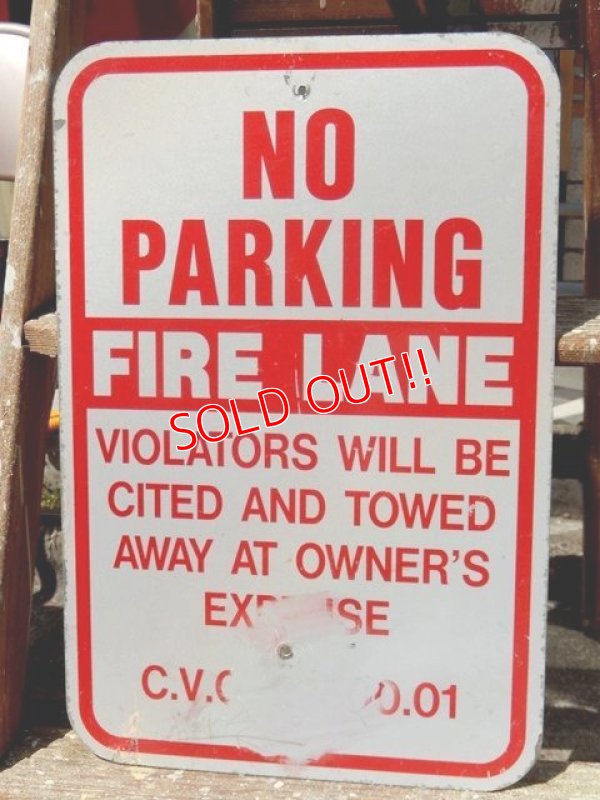 NO
PARKING
FIRE LANE
SOLD OUT!!
VIOLATORS WILL BE
CITED AND TOWED
AWAY AT OWNER'S